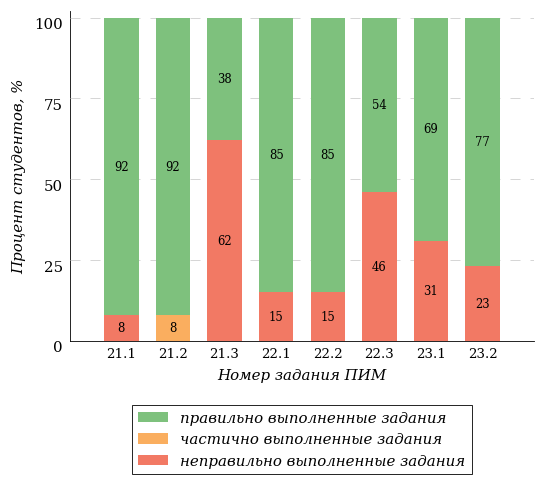 Процент студентов, %
100
75
50
25
0
92 92 38 85 85 54 69 77
8 8 62 15 15 46 31 23
21.1 21.2 21.3 22.1 22.2 22.3 23.1 23.2
Номер задания ПИМ
правильно выполненные задания
частично выполненные задания
неправильно выполненные задания